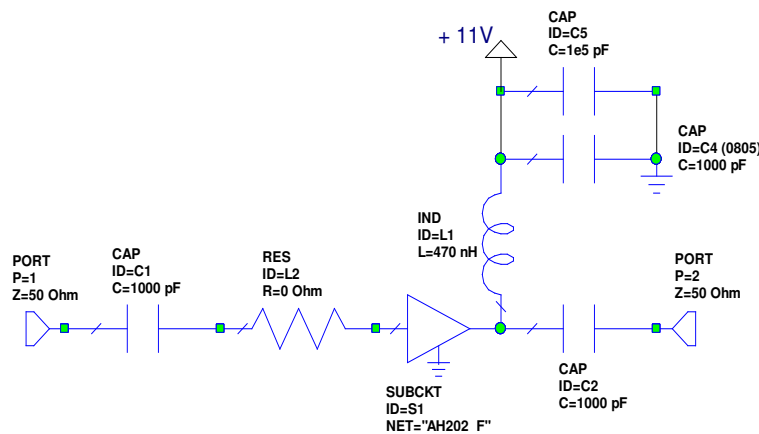 CAP
ID=C5
C=1e5 pF
+ 11V
CAP
ID=C4 (0805)
C=1000 pF
IND
ID=L1
L=470 nH
PORT
P=1
Z=50 Ohm
CAP
ID=C1
C=1000 pF
RES
ID=L2
R=0 Ohm
PORT
P=2
Z=50 Ohm
SUBCKT
ID=S1
NET="AH202_F"
CAP
ID=C2
C=1000 pF